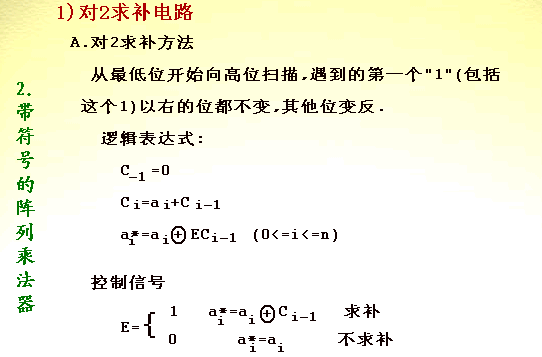 1)对2求补电路
A.对2求补方法
从最低位开始向高位扫描,遇到的第一个"1"(包括
这个1)以右的位都不变,其他位变反.
逻辑表达式:
C₋₁=0
Cᵢ=aᵢ+Cᵢ₋₁
aᵢ*=aᵢ⊕ECᵢ₋₁ (0<=i<=n)
控制信号
E={ 1 aᵢ*=aᵢ⊕Cᵢ₋₁ 求补
0 aᵢ*=aᵢ 不求补
2.带符号的阵列乘法器